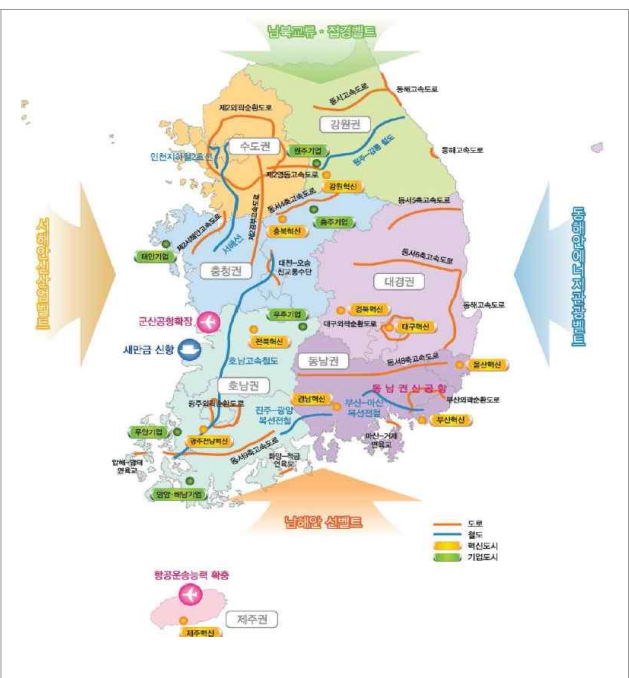 남북교류·접경벨트
동서고속도로
동해고속도로
제2외곽순환도로
강원권
인천지하철2호선
수도권
원주기업
원주-강릉 철도
동해고속도로
제2영동고속도로
강원혁신
동서4축고속도로
동서5축고속도로
제2서해안고속도로
서해선
제2경부고속도로
충북혁신
충주기업
태안기업
충청권
대전-오송
신교통수단
동서6축고속도로
대경권
서해안신산업벨트
동해안에너지관광벨트
군산공항확장
무주기업
경북혁신
대구외곽순환도로
대구혁신
동해고속도로
새만금 신항
전북혁신
호남고속철도
동남권
동서8축고속도로
울산혁신
호남권
동남권신공항
광주외곽순환도로
진주-광양
복선전철
경남혁신
부산-마산
복선전철
부산외곽순환도로
부산혁신
무안기업
광주전남혁신
동서9축고속도로
마산-거제
연육교
압해-암태
연육교
화양-적금
연육교
영암·해남기업
남해안 선벨트
도로
철도
혁신도시
기업도시
항공운송능력 확충
제주권
제주혁신